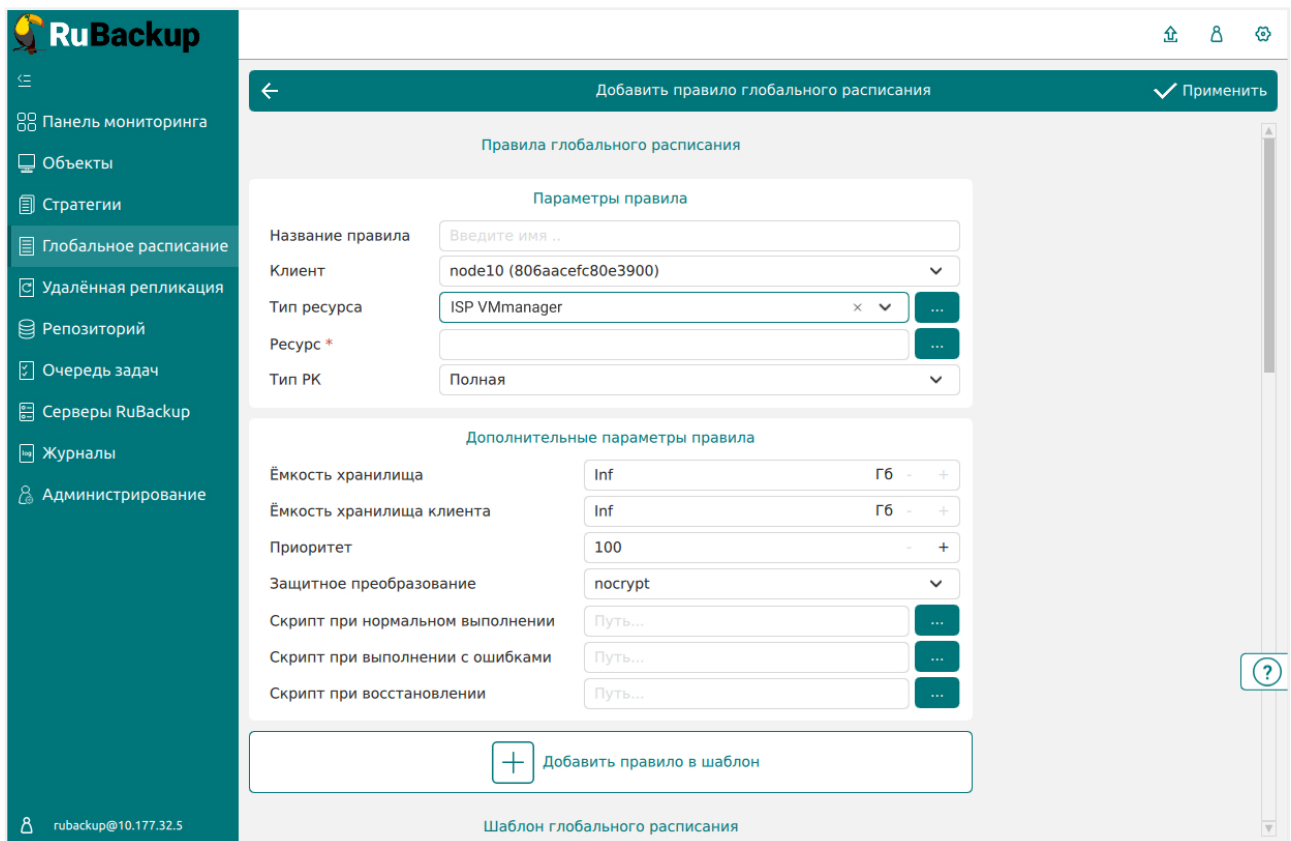 RuBackup
Добавить правило глобального расписания
Применить
Панель мониторинга
Объекты
Стратегии
Глобальное расписание
Удалённая репликация
Репозиторий
Очередь задач
Серверы RuBackup
Журналы
Администрирование
rubackup@10.177.32.5
Правила глобального расписания
Параметры правила
Название правила Введите имя ..
Клиент node10 (806aacefc80e3900)
Тип ресурса ISP VMmanager × ...
Ресурс * ...
Тип РК Полная
Дополнительные параметры правила
Ёмкость хранилища Inf Гб - +
Ёмкость хранилища клиента Inf Гб - +
Приоритет 100 - +
Защитное преобразование nocrypt
Скрипт при нормальном выполнении Путь... ...
Скрипт при выполнении с ошибками Путь... ...
Скрипт при восстановлении Путь... ...
Добавить правило в шаблон
Шаблон глобального расписания
?